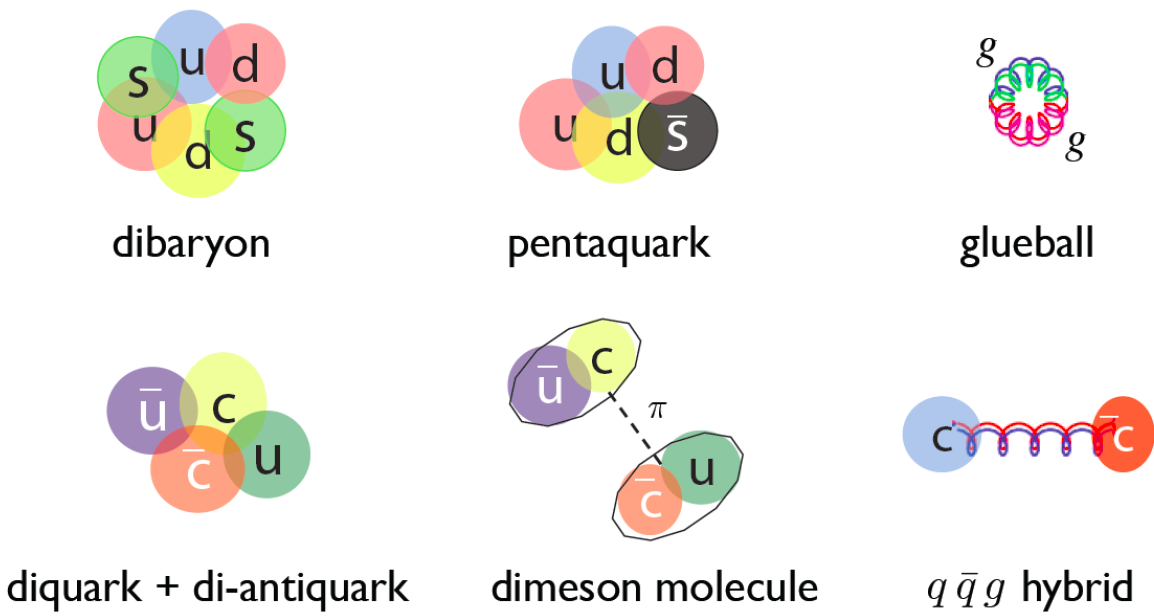 s u d
u d s
dibaryon
u d
u d s̅
pentaquark
g
g
glueball
u̅ c
c̅ u
diquark + di-antiquark
u̅ c
π
c̅ u
dimeson molecule
c c̅
q q̅ g hybrid